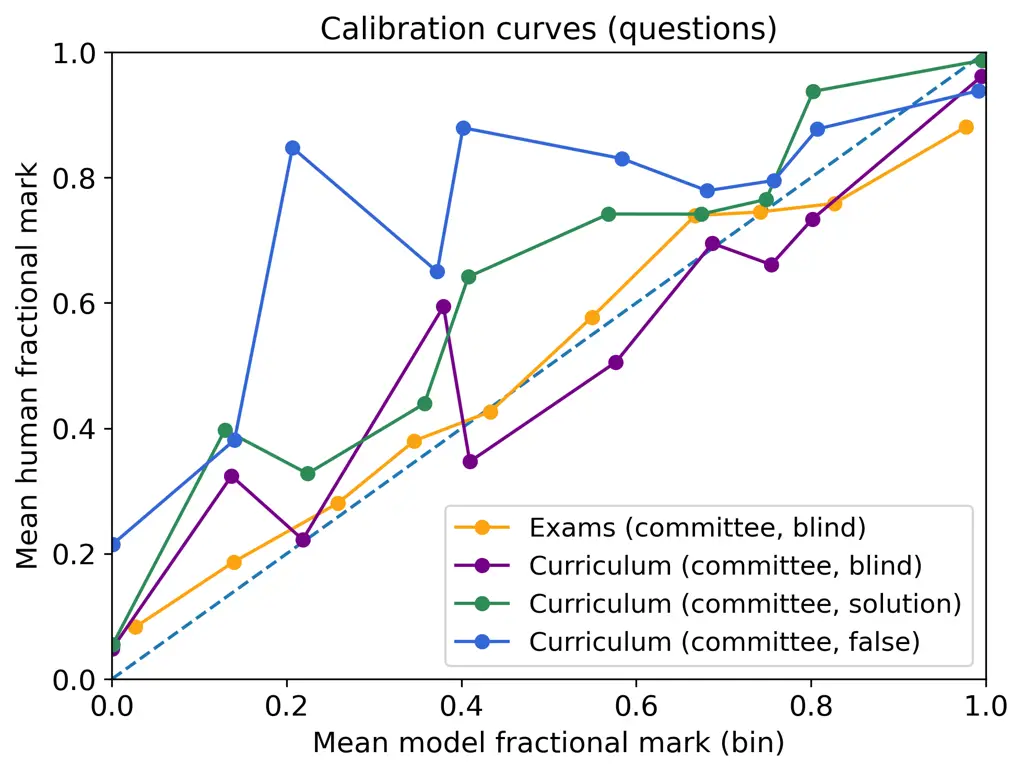 Calibration curves (questions)
1.0
0.8
0.6
0.4
0.2
0.0
Mean human fractional mark
Exams (committee, blind)
Curriculum (committee, blind)
Curriculum (committee, solution)
Curriculum (committee, false)
0.0 0.2 0.4 0.6 0.8 1.0
Mean model fractional mark (bin)